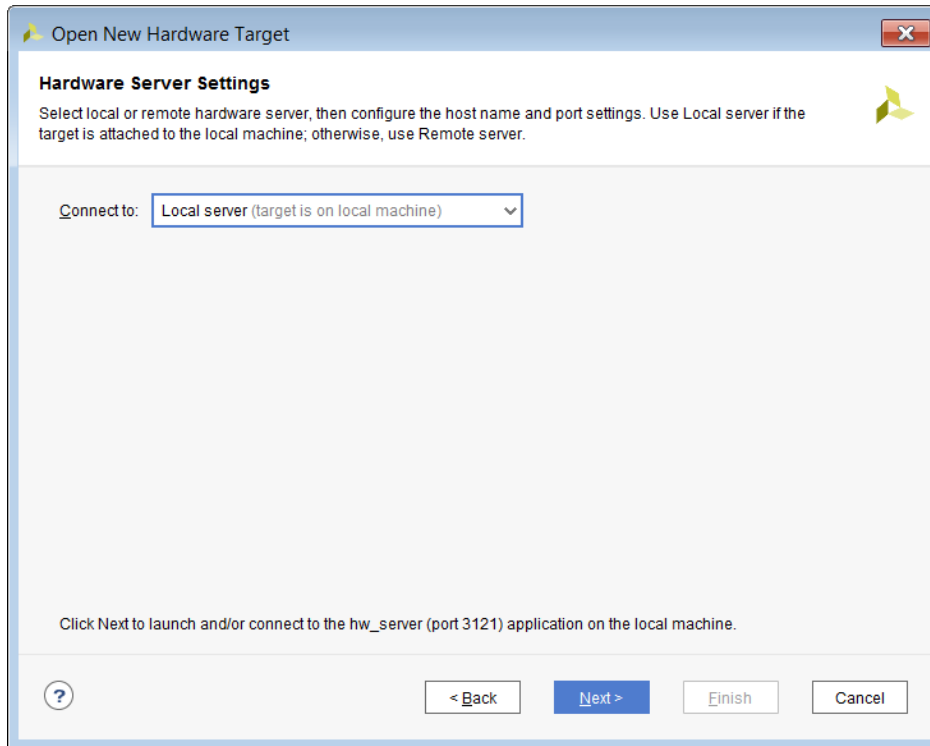 Open New Hardware Target
Hardware Server Settings
Select local or remote hardware server, then configure the host name and port settings. Use Local server if the
target is attached to the local machine; otherwise, use Remote server.
Connect to: Local server (target is on local machine)
Click Next to launch and/or connect to the hw_server (port 3121) application on the local machine.
? < Back Next > Finish Cancel